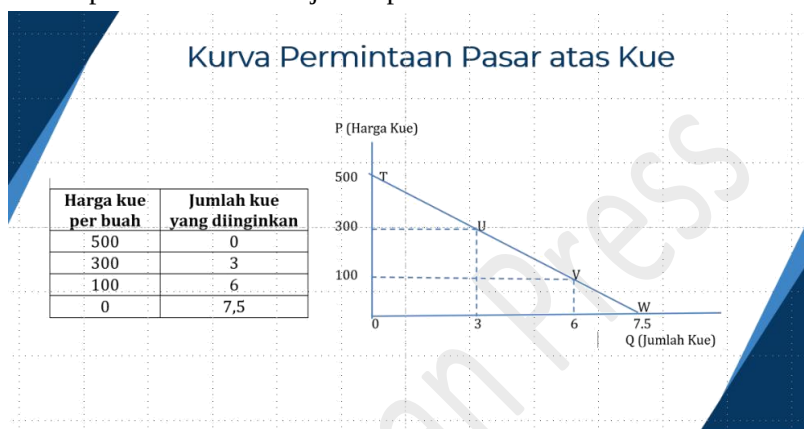 Kurva Permintaan Pasar atas Kue
Harga kue per buah Jumlah kue yang diinginkan
500 0
300 3
100 6
0 7,5
P (Harga Kue)
500 T
300 U
100 V
W
0 3 6 7.5
Q (Jumlah Kue)
Press